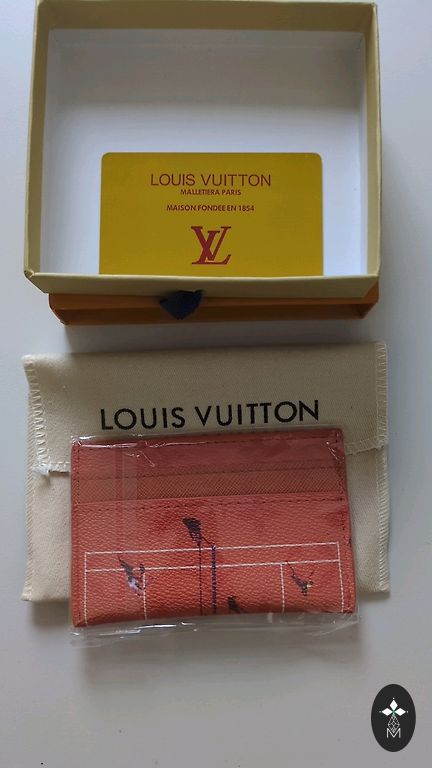 LOUIS VUITTON
MALLETIERA PARIS
MAISON FONDEE EN 1854
LV
LOUIS VUITTON
M